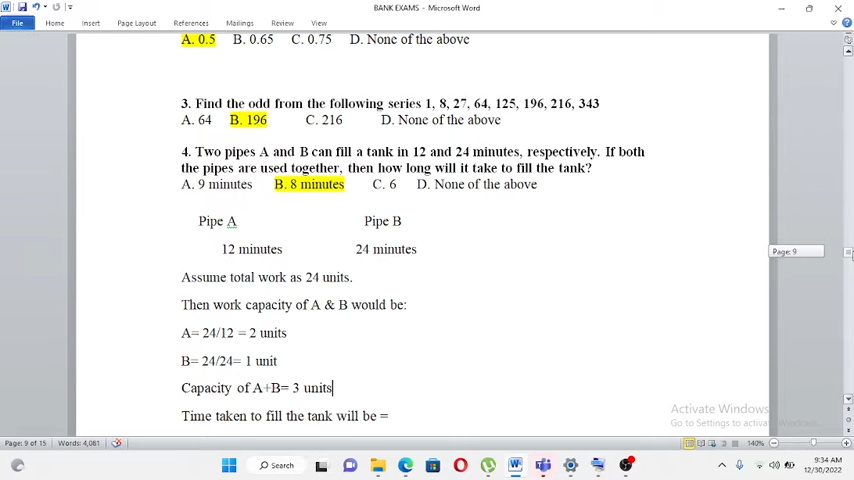 BANK EXAMS - Microsoft Word
File Home Insert Page Layout References Mailings Review View
A. 0.5 B. 0.65 C. 0.75 D. None of the above
3. Find the odd from the following series 1, 8, 27, 64, 125, 196, 216, 343
A. 64 B. 196 C. 216 D. None of the above
4. Two pipes A and B can fill a tank in 12 and 24 minutes, respectively. If both
the pipes are used together, then how long will it take to fill the tank?
A. 9 minutes B. 8 minutes C. 6 D. None of the above
Pipe A Pipe B
12 minutes 24 minutes
Page: 9
Assume total work as 24 units.
Then work capacity of A & B would be:
A= 24/12 = 2 units
B= 24/24= 1 unit
Capacity of A+B= 3 units
Time taken to fill the tank will be =
Activate Windows
Go to Settings to activate Windows.
Page: 9 of 15 Words: 4,081 140%
Search
9:34 AM
12/30/2022